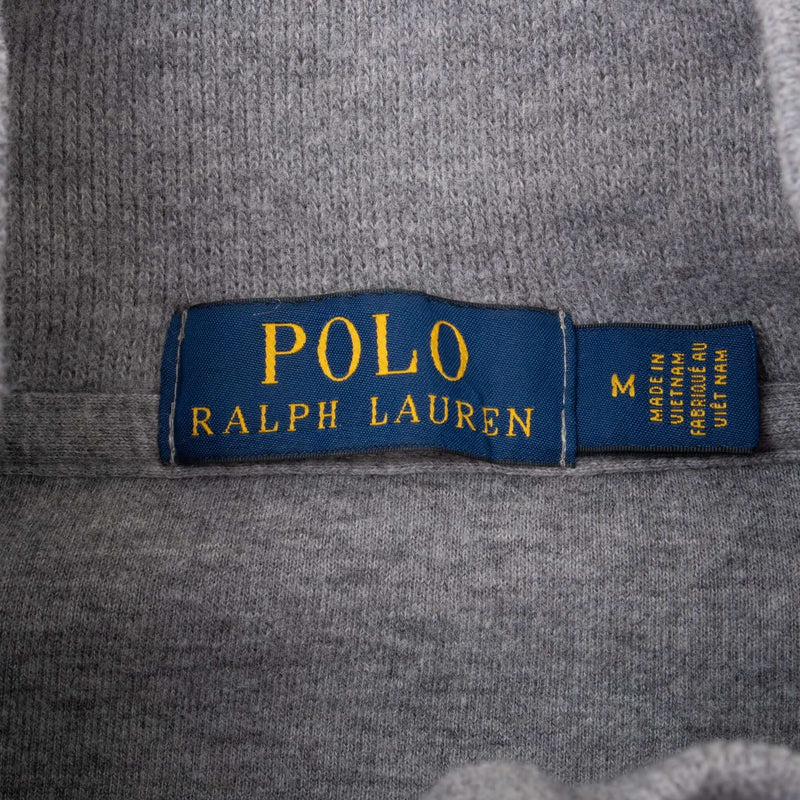 POLO
RALPH LAUREN
M
MADE IN
VIETNAM
FABRIQUÉ AU
VIÊT NAM